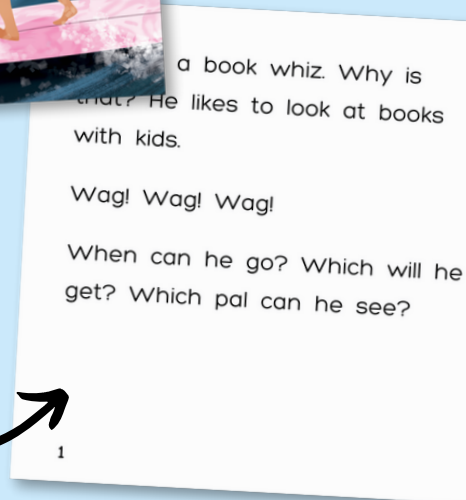 a book whiz. Why is
that? He likes to look at books
with kids.
Wag! Wag! Wag!
When can he go? Which will he
get? Which pal can he see?
1